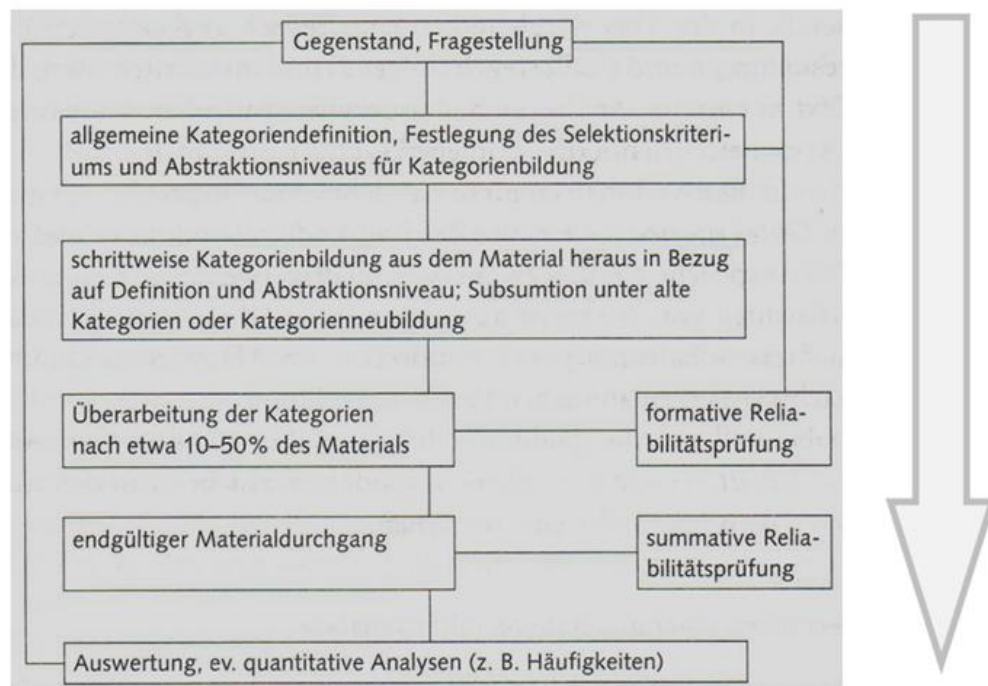 Gegenstand, Fragestellung
allgemeine Kategoriendefinition, Festlegung des Selektionskriteri-
ums und Abstraktionsniveaus für Kategorienbildung
schrittweise Kategorienbildung aus dem Material heraus in Bezug
auf Definition und Abstraktionsniveau; Subsumtion unter alte
Kategorien oder Kategorienneubildung
Überarbeitung der Kategorien
nach etwa 10–50% des Materials
formative Relia-
bilitätsprüfung
endgültiger Materialdurchgang
summative Relia-
bilitätsprüfung
Auswertung, ev. quantitative Analysen (z. B. Häufigkeiten)